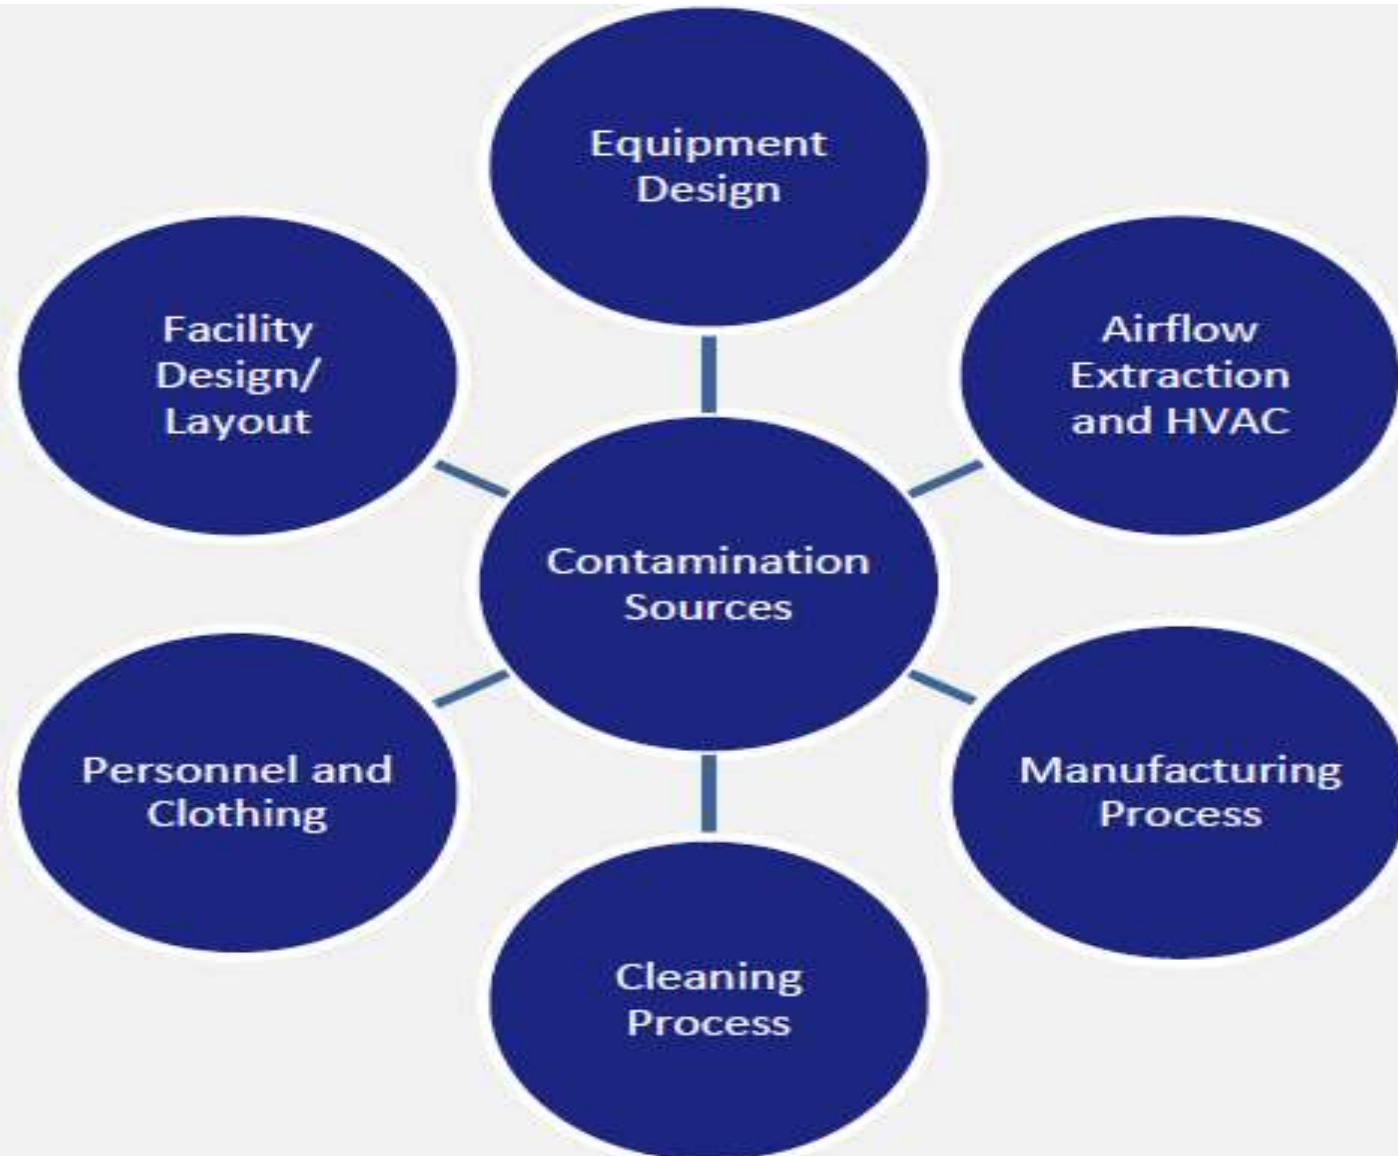 Equipment
Design
Facility
Design/
Layout
Airflow
Extraction
and HVAC
Contamination
Sources
Personnel and
Clothing
Manufacturing
Process
Cleaning
Process